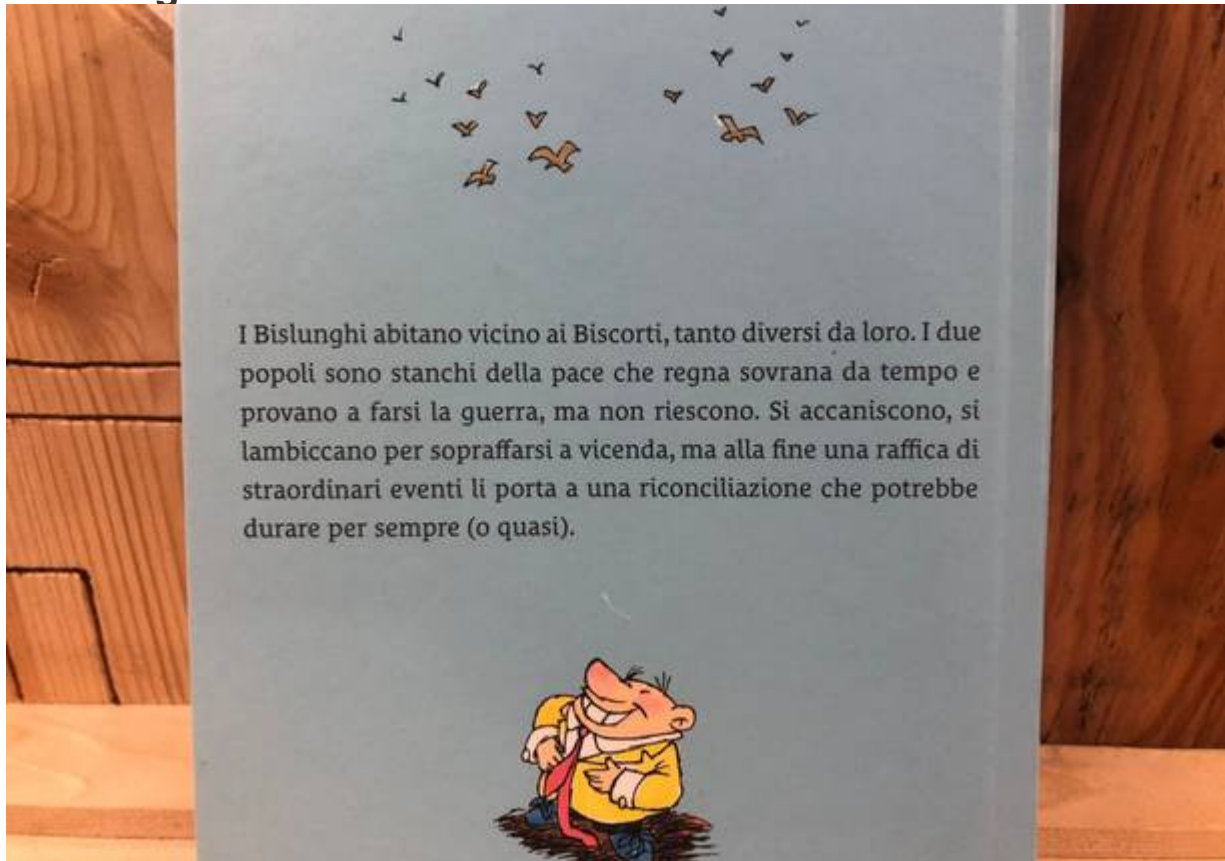 I Bislunghi abitano vicino ai Biscorti, tanto diversi da loro. I due
popoli sono stanchi della pace che regna sovrana da tempo e
provano a farsi la guerra, ma non riescono. Si accaniscono, si
lambiccano per sopraffarsi a vicenda, ma alla fine una raffica di
straordinari eventi li porta a una riconciliazione che potrebbe
durare per sempre (o quasi).